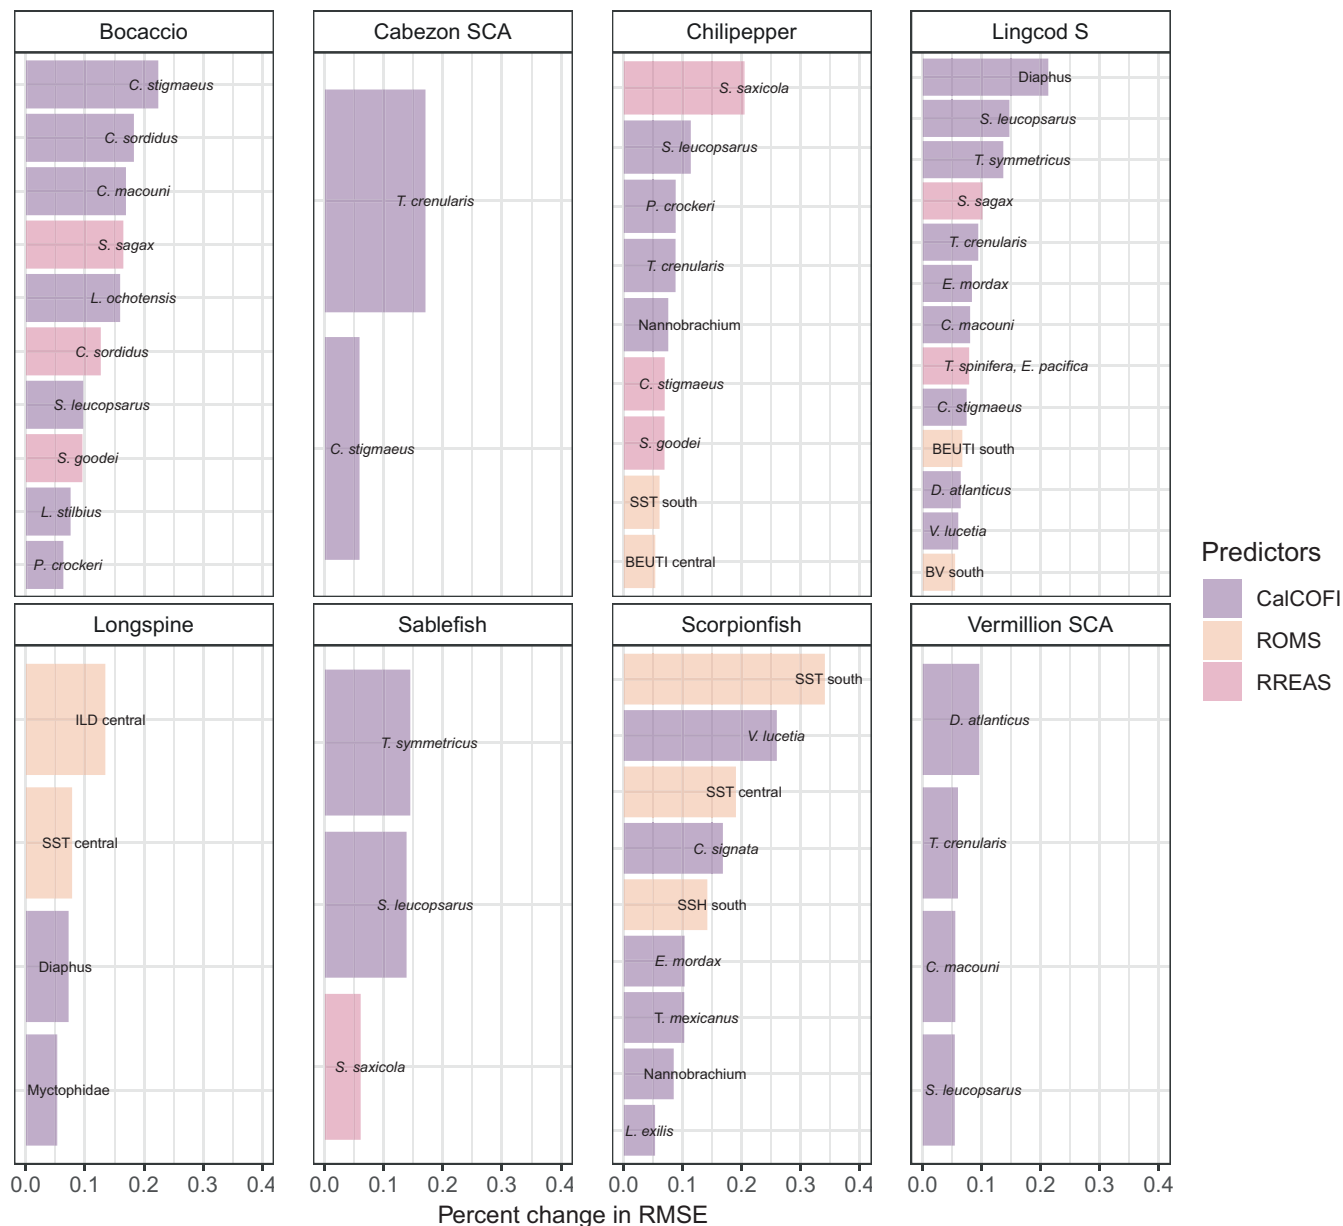 Bocaccio
C. stigmaeus
C. sordidus
C. macouni
S. sagax
L. ochotensis
C. sordidus
S. leucopsarus
S. goodei
L. stilbius
P. crockeri
Cabezon SCA
T. crenularis
C. stigmaeus
Chilipepper
S. saxicola
S. leucopsarus
P. crockeri
T. crenularis
Nannobrachium
C. stigmaeus
S. goodei
SST south
BEUTI central
Lingcod S
Diaphus
S. leucopsarus
T. symmetricus
S. sagax
T. crenularis
E. mordax
C. macouni
T. spinifera, E. pacifica
C. stigmaeus
BEUTI south
D. atlanticus
V. lucetia
BV south
Longspine
ILD central
SST central
Diaphus
Myctophidae
0.0 0.1 0.2 0.3 0.4
Sablefish
T. symmetricus
S. leucopsarus
S. saxicola
0.0 0.1 0.2 0.3 0.4
Scorpionfish
SST south
V. lucetia
SST central
C. signata
SSH south
E. mordax
T. mexicanus
Nannobrachium
L. exilis
0.0 0.1 0.2 0.3 0.4
Vermillion SCA
D. atlanticus
T. crenularis
C. macouni
S. leucopsarus
0.0 0.1 0.2 0.3 0.4
Percent change in RMSE
Predictors
CalCOFI
ROMS
RREAS